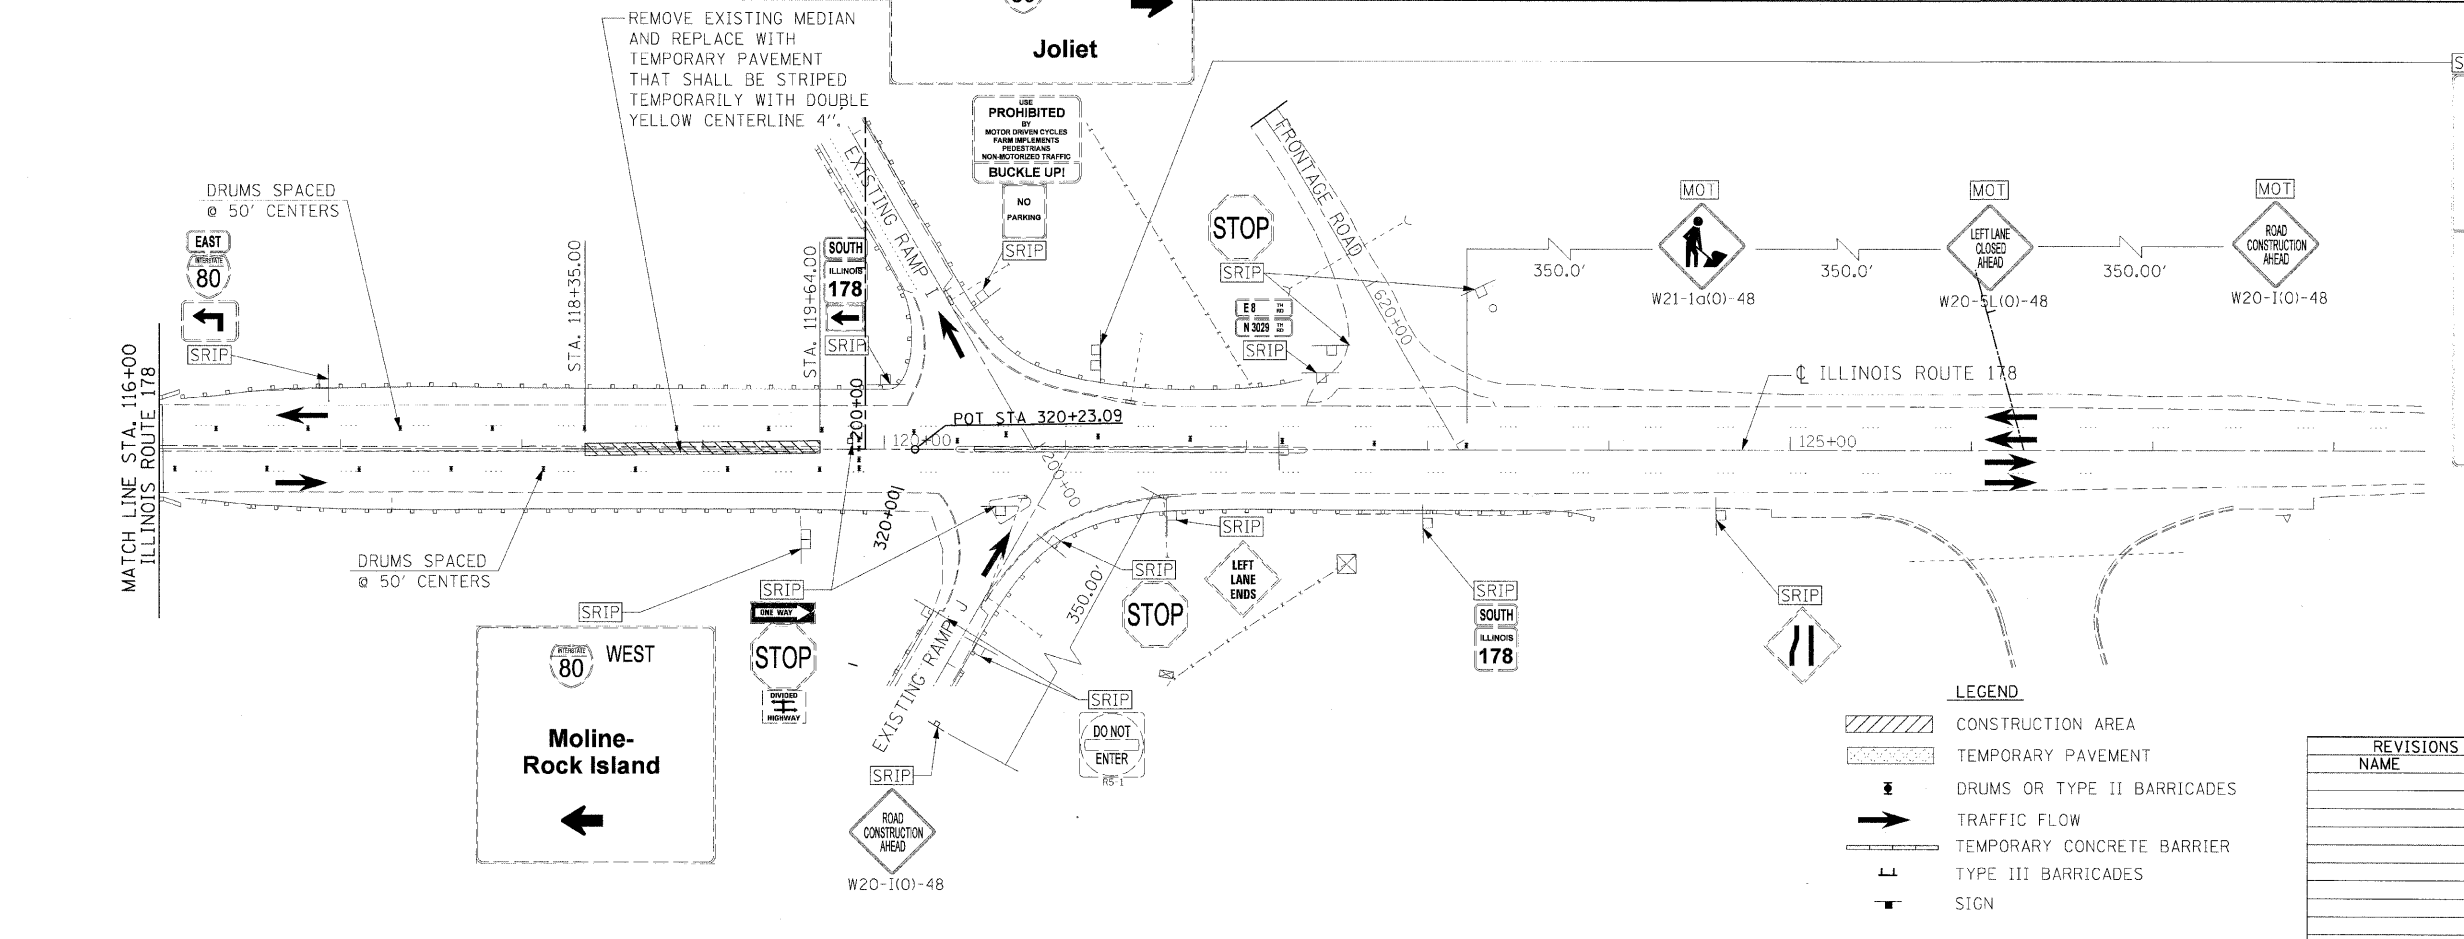 REMOVE EXISTING MEDIAN
AND REPLACE WITH
TEMPORARY PAVEMENT
THAT SHALL BE STRIPED
TEMPORARILY WITH DOUBLE
YELLOW CENTERLINE 4".
Joliet
USE
PROHIBITED
BY
MOTOR DRIVEN CYCLES
FARM IMPLEMENTS
PEDESTRIANS
NON-MOTORIZED TRAFFIC
BUCKLE UP!
NO
PARKING
SRIP
DRUMS SPACED
@ 50' CENTERS
EAST
INTERSTATE
80
SRIP
STA. 118+35.00
STA. 119+64.00
SOUTH
ILLINOIS
178
SRIP
EXISTING RAMP I
FRONTAGE ROAD
620+00
STOP
SRIP
E 8 TH RD
N 3029 TH RD
SRIP
MOT
MOT
MOT
LEFT LANE
CLOSED
AHEAD
ROAD
CONSTRUCTION
AHEAD
350.0'
350.0'
350.00'
W21-1a(O)-48
W20-5L(O)-48
W20-I(O)-48
MATCH LINE STA. 116+00
ILLINOIS ROUTE 178
200+00
120+00
POT STA 320+23.09
200+00
320+00
℄ ILLINOIS ROUTE 178
125+00
DRUMS SPACED
@ 50' CENTERS
SRIP
INTERSTATE
80
WEST
Moline-
Rock Island
SRIP
ONE WAY
STOP
DIVIDED
HIGHWAY
EXISTING RAMP J
350.00'
SRIP
ROAD
CONSTRUCTION
AHEAD
W20-I(O)-48
SRIP
DO NOT
ENTER
R5-1
SRIP
STOP
SRIP
LEFT
LANE
ENDS
SRIP
SOUTH
ILLINOIS
178
SRIP
LEGEND
CONSTRUCTION AREA
TEMPORARY PAVEMENT
DRUMS OR TYPE II BARRICADES
TRAFFIC FLOW
TEMPORARY CONCRETE BARRIER
TYPE III BARRICADES
SIGN
REVISIONS
NAME